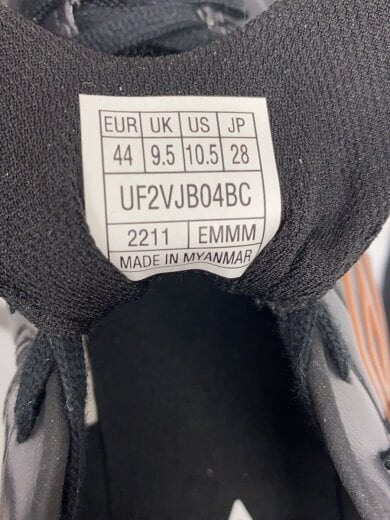 EUR UK US JP
44 9.5 10.5 28
UF2VJB04BC
2211 EMMM
MADE IN MYANMAR